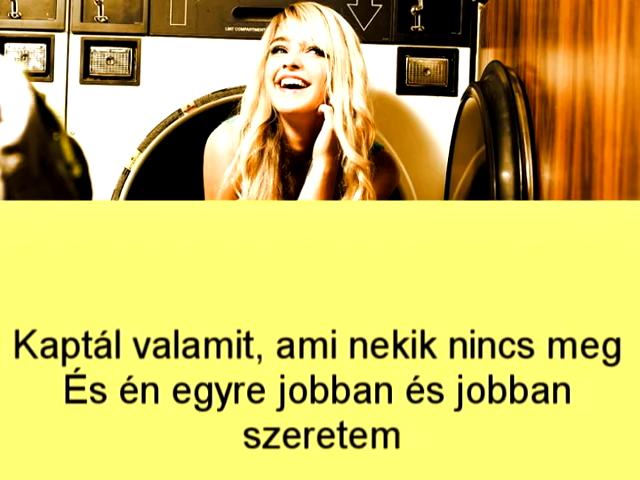 Kaptál valamit, ami nekik nincs meg
És én egyre jobban és jobban
szeretem